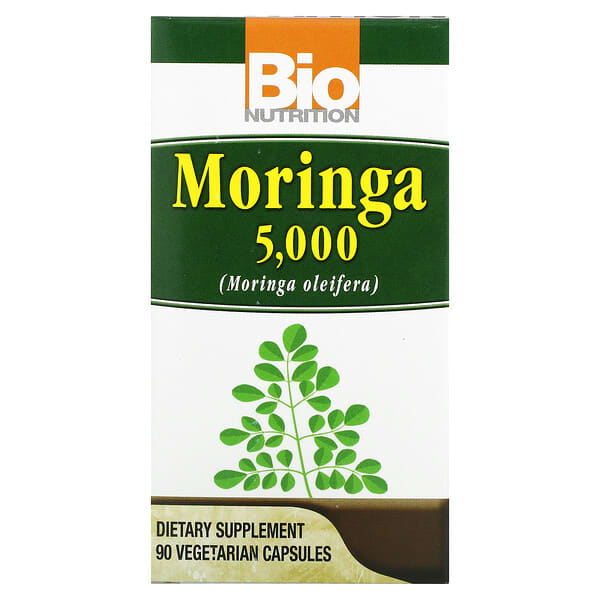 Bio
NUTRITION
Moringa
5,000
(Moringa oleifera)
DIETARY SUPPLEMENT
90 VEGETARIAN CAPSULES